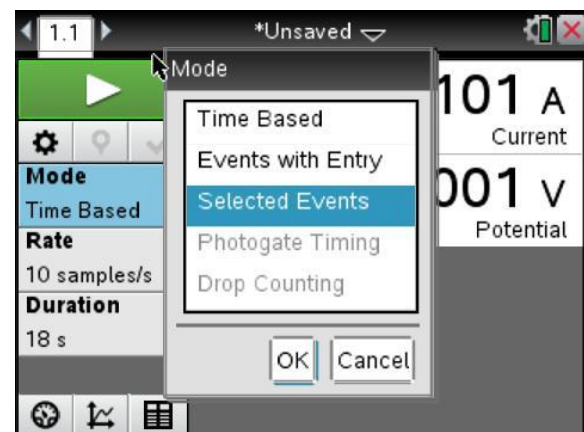 1.1
*Unsaved
Mode
Time Based
Events with Entry
Selected Events
Photogate Timing
Drop Counting
OK
Cancel
Mode
Time Based
Rate
10 samples/s
Duration
18 s
101 A
Current
001 V
Potential